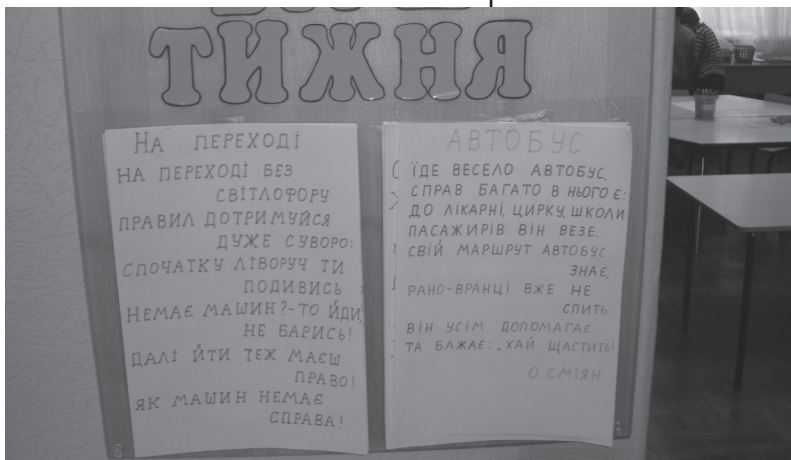 ТИЖНЯ
НА ПЕРЕХОДІ
НА ПЕРЕХОДІ БЕЗ
СВІТЛОФОРУ
ПРАВИЛ ДОТРИМУЙСЯ
ДУЖЕ СУВОРО:
СПОЧАТКУ ЛІВОРУЧ ТИ
ПОДИВИСЬ
НЕМАЄ МАШИН?-ТО ЙДИ,
НЕ БАРИСЬ!
ДАЛІ ЙТИ ТЕЖ МАЄШ
ПРАВО!
ЯК МАШИН НЕМАЄ
СПРАВА!
АВТОБУС
ЇДЕ ВЕСЕЛО АВТОБУС,
СПРАВ БАГАТО В НЬОГО Є:
ДО ЛІКАРНІ, ЦИРКУ, ШКОЛИ
ПАСАЖИРІВ ВІН ВЕЗЕ.
СВІЙ МАРШРУТ АВТОБУС
ЗНАЄ,
РАНО-ВРАНЦІ ВЖЕ НЕ
СПИТЬ.
ВІН УСІМ ДОПОМАГАЄ
ТА БАЖАЄ: „ХАЙ ЩАСТИТЬ!
О. СМІЯН